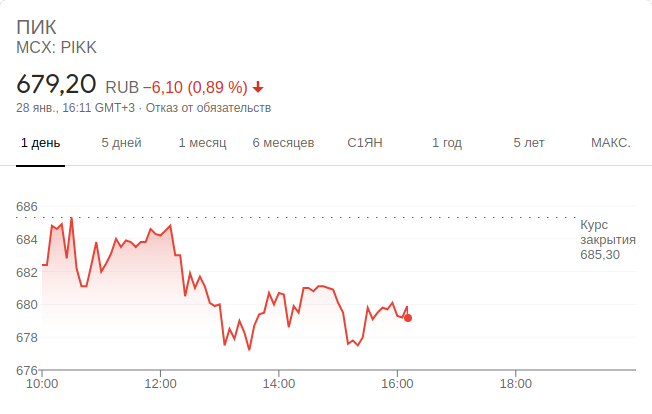 ПИК
MCX: PIKK
679,20 RUB −6,10 (0,89 %)
28 янв., 16:11 GMT+3 · Отказ от обязательств
1 день 5 дней 1 месяц 6 месяцев С1ЯН 1 год 5 лет МАКС.
686
Курс
684
закрытия
685,30
682
680
678
676
10:00 12:00 14:00 16:00 18:00